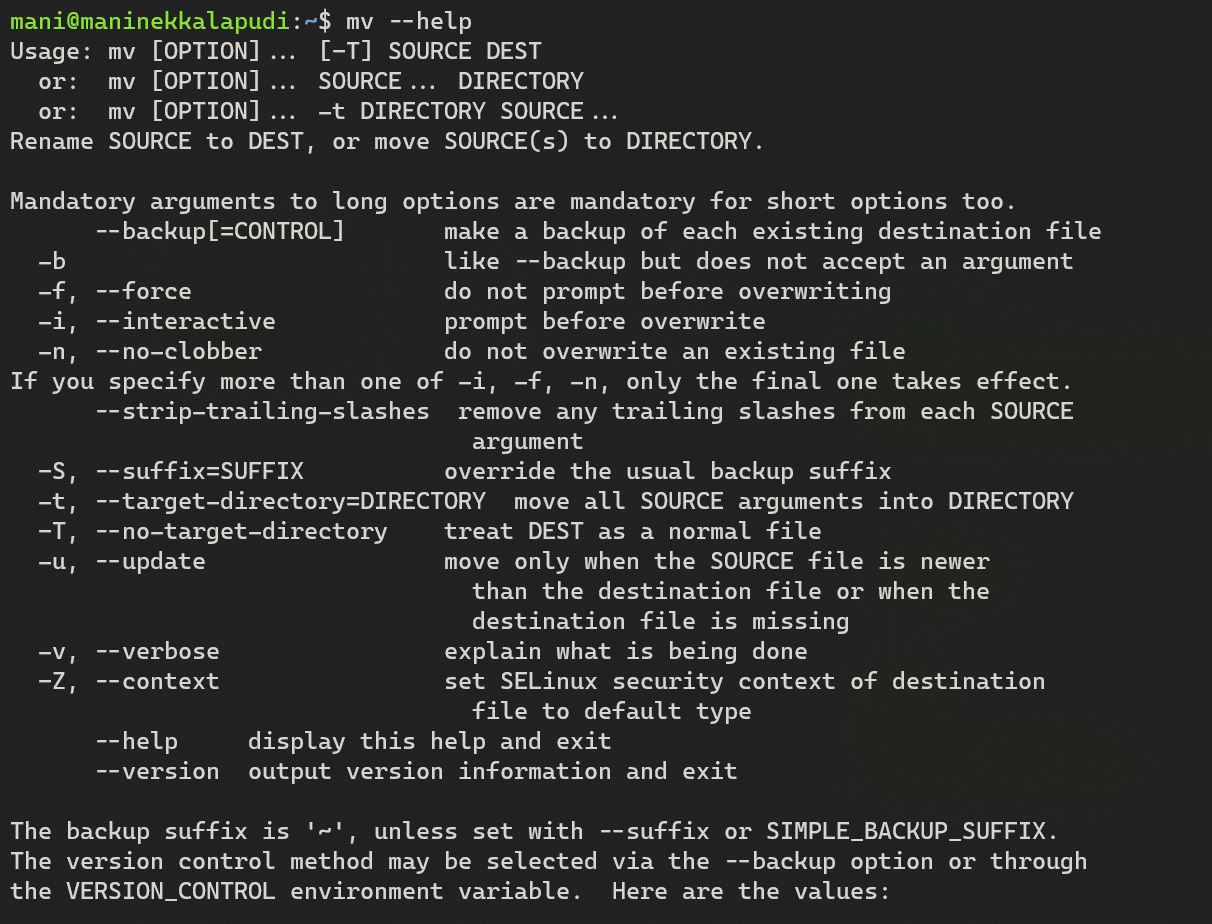 mani@maninekkalapudi:~$ mv --help
Usage: mv [OPTION]... [-T] SOURCE DEST
  or:  mv [OPTION]... SOURCE... DIRECTORY
  or:  mv [OPTION]... -t DIRECTORY SOURCE...
Rename SOURCE to DEST, or move SOURCE(s) to DIRECTORY.

Mandatory arguments to long options are mandatory for short options too.
      --backup[=CONTROL]       make a backup of each existing destination file
  -b                           like --backup but does not accept an argument
  -f, --force                  do not prompt before overwriting
  -i, --interactive            prompt before overwrite
  -n, --no-clobber             do not overwrite an existing file
If you specify more than one of -i, -f, -n, only the final one takes effect.
      --strip-trailing-slashes  remove any trailing slashes from each SOURCE
                                 argument
  -S, --suffix=SUFFIX          override the usual backup suffix
  -t, --target-directory=DIRECTORY  move all SOURCE arguments into DIRECTORY
  -T, --no-target-directory    treat DEST as a normal file
  -u, --update                 move only when the SOURCE file is newer
                                 than the destination file or when the
                                 destination file is missing
  -v, --verbose                explain what is being done
  -Z, --context                set SELinux security context of destination
                                 file to default type
      --help     display this help and exit
      --version  output version information and exit

The backup suffix is '~', unless set with --suffix or SIMPLE_BACKUP_SUFFIX.
The version control method may be selected via the --backup option or through
the VERSION_CONTROL environment variable.  Here are the values: